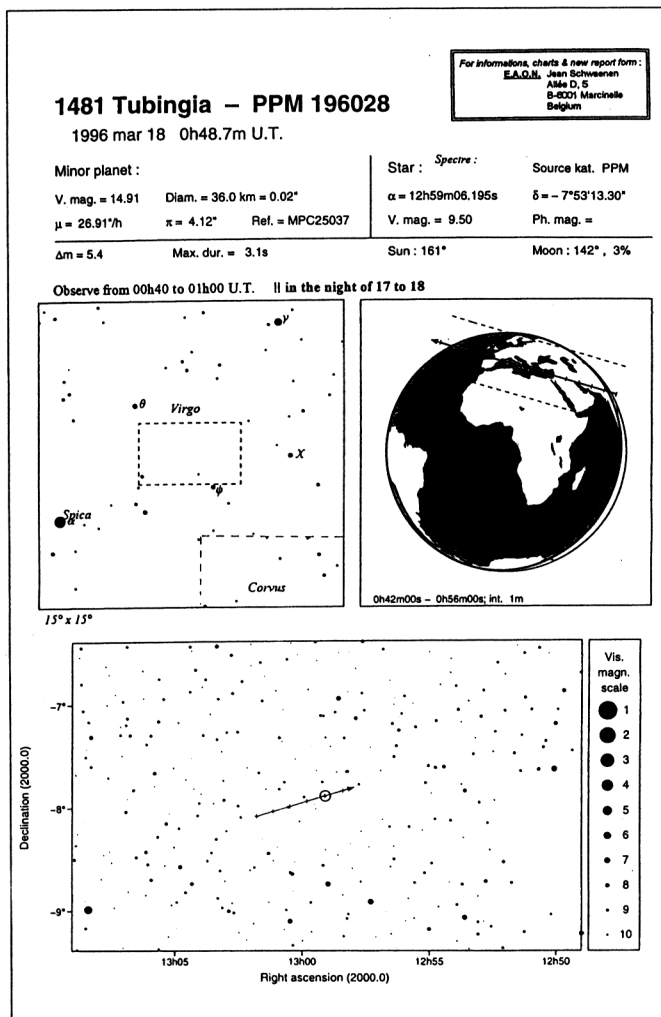 For informations, charts & new report form :
E.A.O.N. Jean Schwaenen
Allée D, 5
B-6001 Marcinelle
Belgium
1481 Tubingia – PPM 196028
1996 mar 18 0h48.7m U.T.
Minor planet :
V. mag. = 14.91 Diam. = 36.0 km = 0.02"
μ = 26.91"/h π = 4.12" Ref. = MPC25037
Δm = 5.4 Max. dur. = 3.1s
Star : Spectre : Source kat. PPM
α = 12h59m06.195s δ = – 7°53'13.30"
V. mag. = 9.50 Ph. mag. =
Sun : 161° Moon : 142° , 3%
Observe from 00h40 to 01h00 U.T. !! in the night of 17 to 18
γ
θ
Virgo
X
ψ
Spica
α
Corvus
15° x 15°
0h42m00s – 0h56m00s; int. 1m
Vis.
magn.
scale
1
2
3
4
5
6
7
8
9
10
Declination (2000.0)
-7°
-8°
-9°
13h05 13h00 12h55 12h50
Right ascension (2000.0)